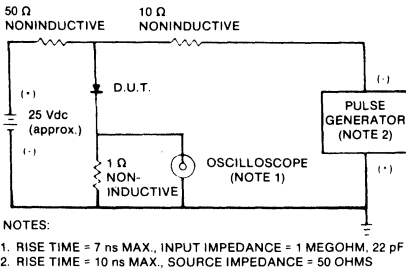 50 Ω
NONINDUCTIVE
10 Ω
NONINDUCTIVE
(+)
25 Vdc
(approx.)
(-)
D.U.T.
1 Ω
NON-
INDUCTIVE
OSCILLOSCOPE
(NOTE 1)
(-)
PULSE
GENERATOR
(NOTE 2)
(+)
NOTES:
1. RISE TIME = 7 ns MAX., INPUT IMPEDANCE = 1 MEGOHM, 22 pF
2. RISE TIME = 10 ns MAX., SOURCE IMPEDANCE = 50 OHMS